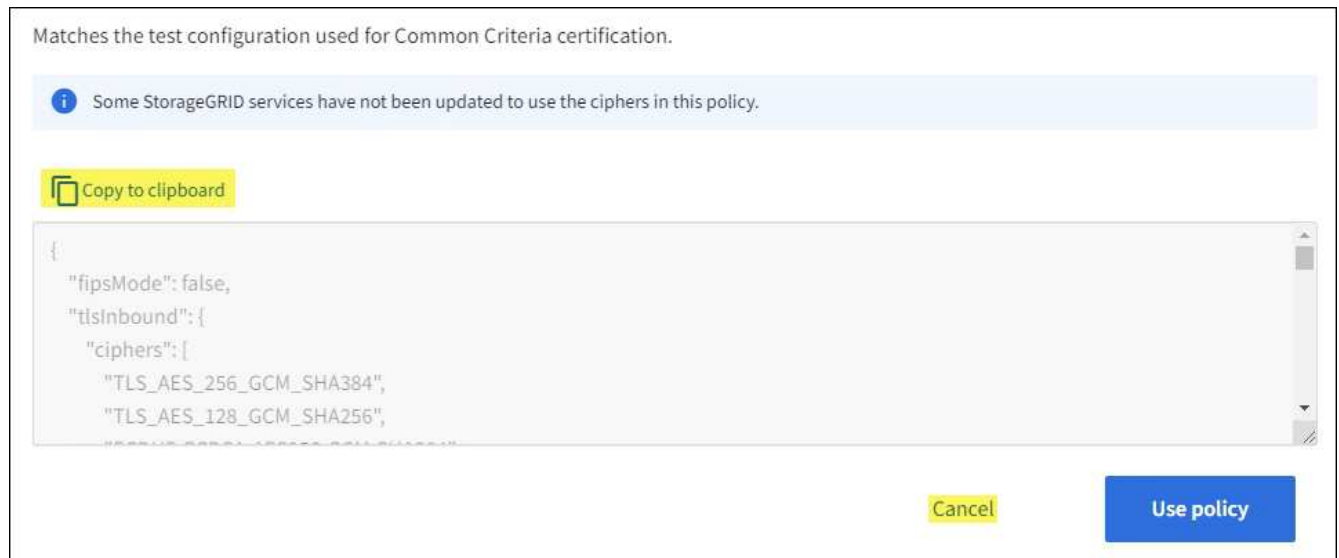 Matches the test configuration used for Common Criteria certification.
Some StorageGRID services have not been updated to use the ciphers in this policy.
Copy to clipboard
{
"fipsMode": false,
"tlsInbound": {
"ciphers": [
"TLS_AES_256_GCM_SHA384",
"TLS_AES_128_GCM_SHA256",
Cancel
Use policy